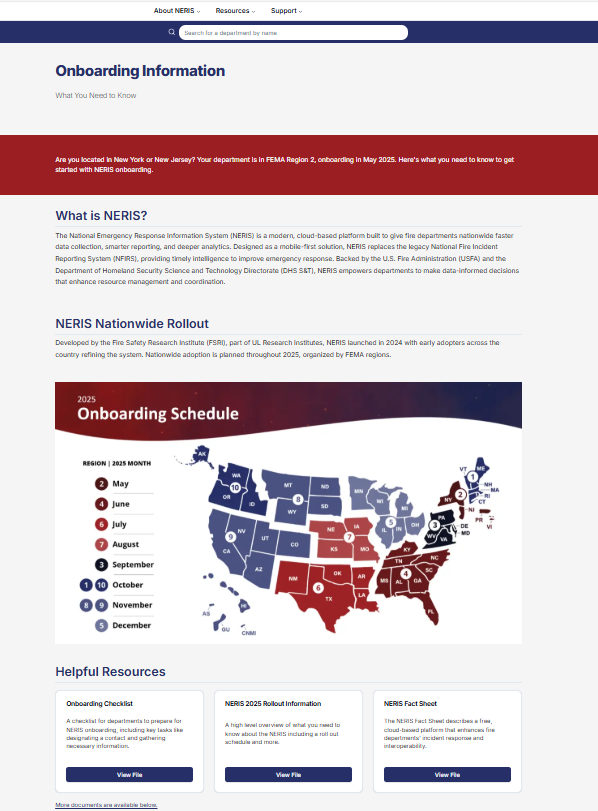 About NERIS
Resources
Support
Search for a department by name
Onboarding Information
What You Need to Know
Are you located in New York or New Jersey? Your department is in FEMA Region 2, onboarding in May 2025. Here's what you need to know to get
started with NERIS onboarding.
What is NERIS?
The National Emergency Response Information System (NERIS) is a modern, cloud-based platform built to give fire departments nationwide faster
data collection, smarter reporting, and deeper analytics. Designed as a mobile-first solution, NERIS replaces the legacy National Fire Incident
Reporting System (NFIRS), providing timely intelligence to improve emergency response. Backed by the U.S. Fire Administration (USFA) and the
Department of Homeland Security Science and Technology Directorate (DHS S&T), NERIS empowers departments to make data-informed decisions
that enhance resource management and coordination.
NERIS Nationwide Rollout
Developed by the Fire Safety Research Institute (FSRI), part of UL Research Institutes, NERIS launched in 2024 with early adopters across the
country refining the system. Nationwide adoption is planned throughout 2025, organized by FEMA regions.
2025
Onboarding Schedule
REGION | 2025 MONTH
2 May
4 June
6 July
7 August
3 September
1 10 October
8 9 November
5 December
AK
WA
10
OR
ID
MT
ND
8
SD
WY
NV
9
UT
CO
CA
AZ
HI
AS
GU
CNMI
MN
WI
MI
5
IL
IN
OH
NE
IA
7
KS
MO
NM
OK
AR
6
TX
LA
KY
TN
NC
SC
4
MS
AL
GA
FL
PA
3
WV
VA
DE
MD
NY
2
NJ
PR
VI
VT
ME
1
NH
MA
RI
CT
Helpful Resources
Onboarding Checklist
A checklist for departments to prepare for
NERIS onboarding, including key tasks like
designating a contact and gathering
necessary information.
View File
NERIS 2025 Rollout Information
A high level overview of what you need to
know about the NERIS including a roll out
schedule and more.
View File
NERIS Fact Sheet
The NERIS Fact Sheet describes a free,
cloud-based platform that enhances fire
departments' incident response and
interoperability.
View File
More documents are available below.